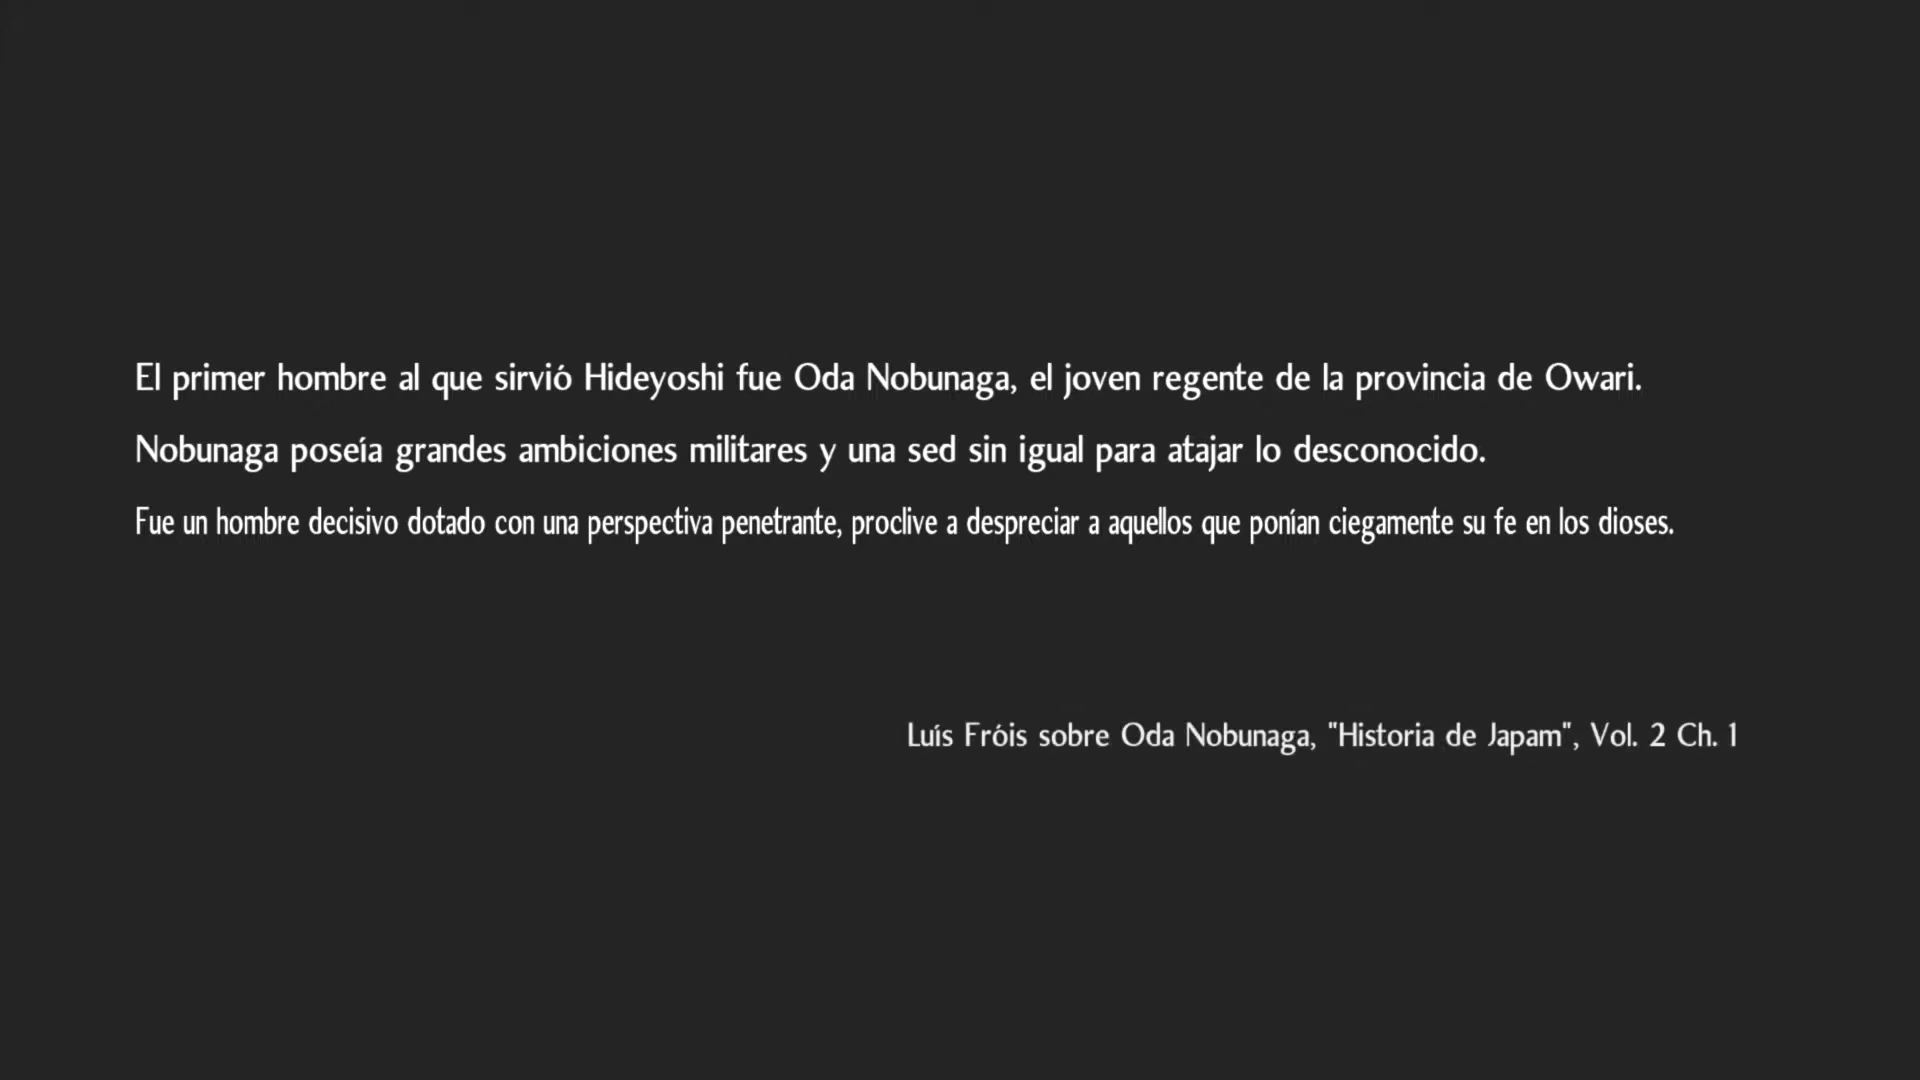 El primer hombre al que sirvió Hideyoshi fue Oda Nobunaga, el joven regente de la provincia de Owari.
Nobunaga poseía grandes ambiciones militares y una sed sin igual para atajar lo desconocido.
Fue un hombre decisivo dotado con una perspectiva penetrante, proclive a despreciar a aquellos que ponían ciegamente su fe en los dioses.
Luís Fróis sobre Oda Nobunaga, "Historia de Japam", Vol. 2 Ch. 1